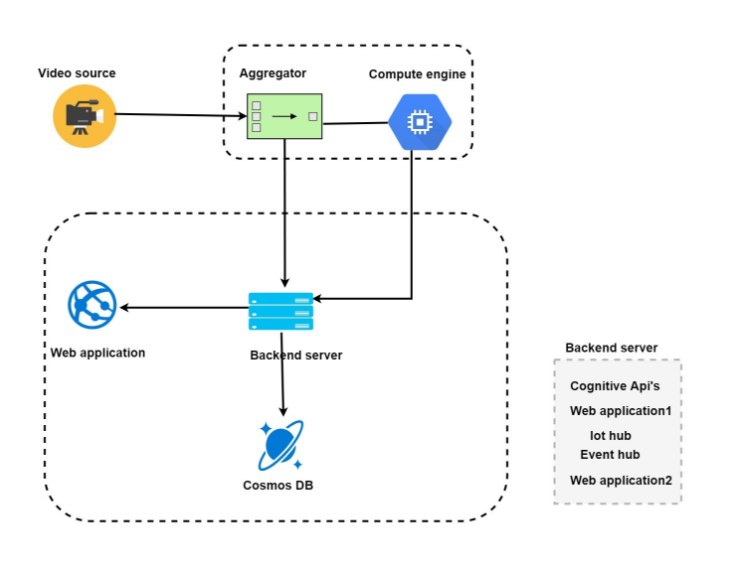 Video source
Aggregator
Compute engine
Web application
Backend server
Cosmos DB
Backend server
Cognitive Api's
Web application1
Iot hub
Event hub
Web application2